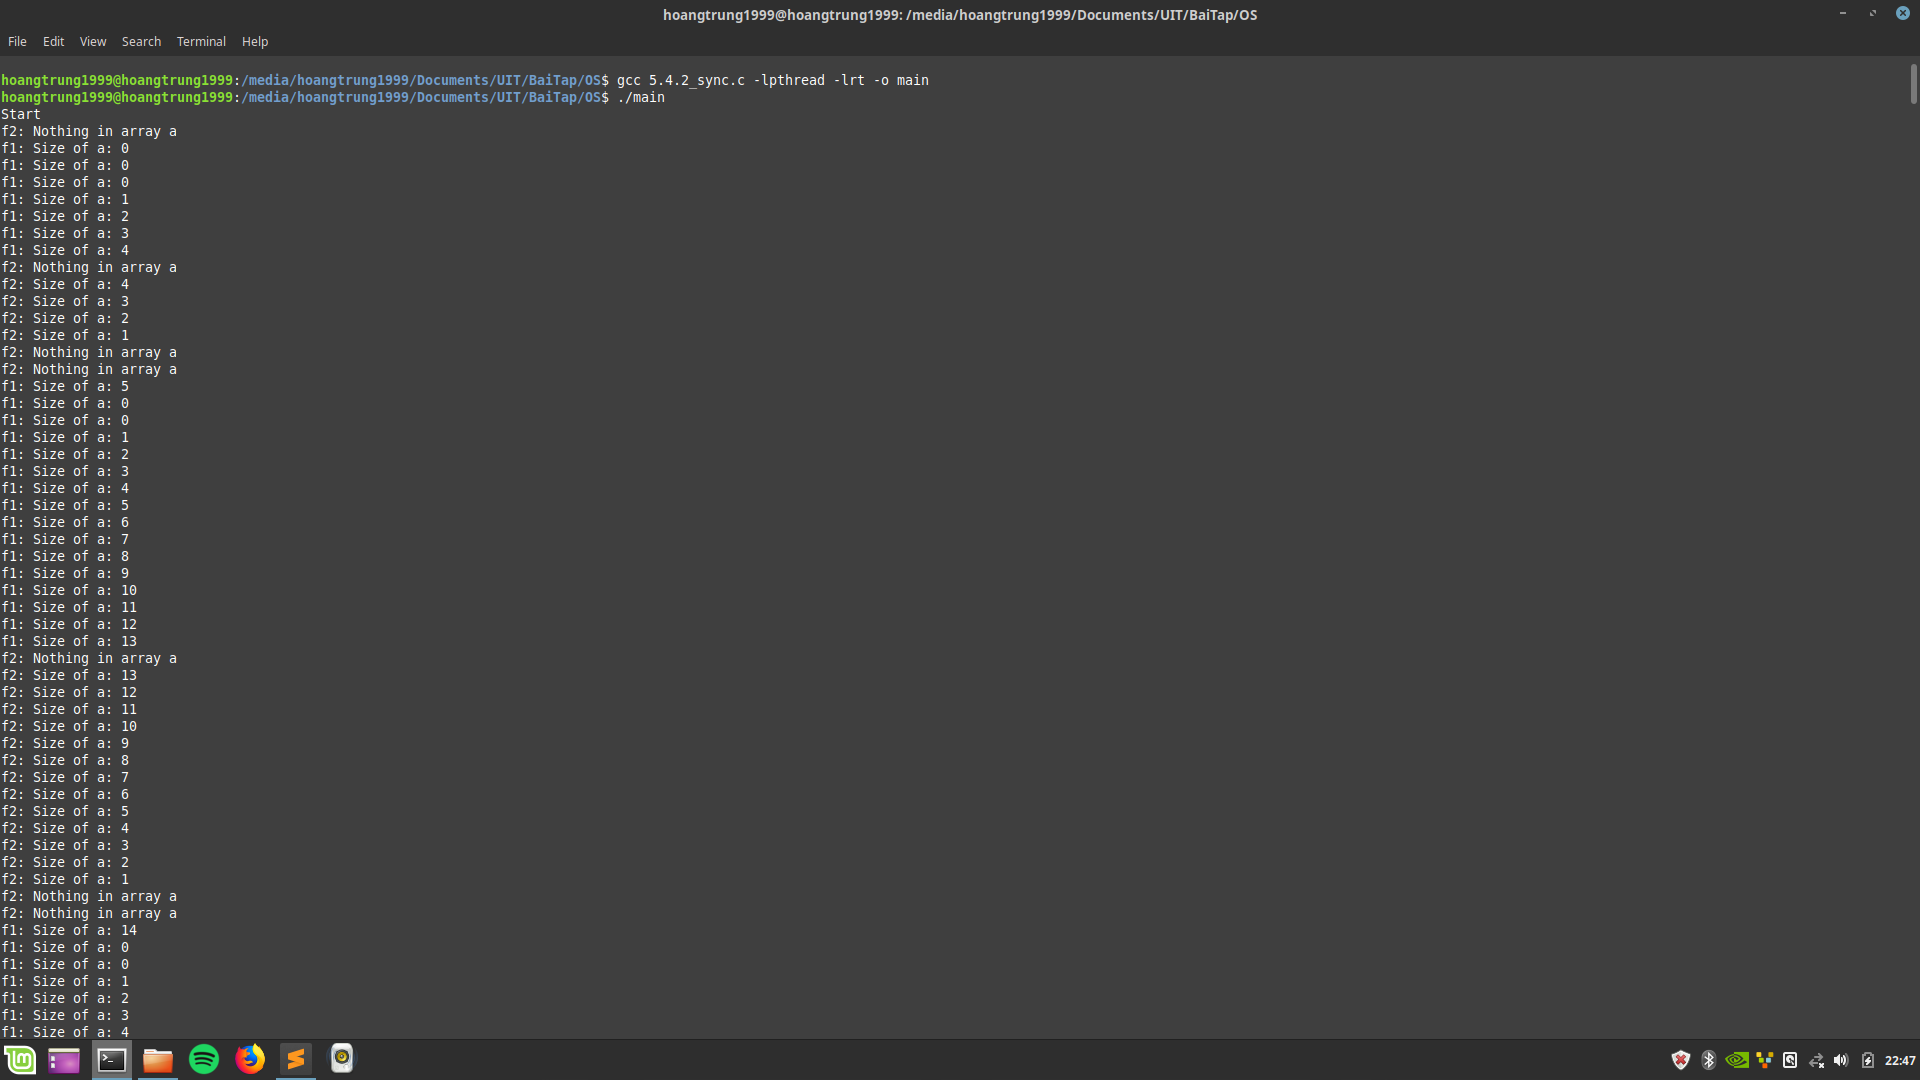 hoangtrung1999@hoangtrung1999: /media/hoangtrung1999/Documents/UIT/BaiTap/OS
File Edit View Search Terminal Help
hoangtrung1999@hoangtrung1999:/media/hoangtrung1999/Documents/UIT/BaiTap/OS$ gcc 5.4.2_sync.c -lpthread -lrt -o main
hoangtrung1999@hoangtrung1999:/media/hoangtrung1999/Documents/UIT/BaiTap/OS$ ./main
Start
f2: Nothing in array a
f1: Size of a: 0
f1: Size of a: 0
f1: Size of a: 0
f1: Size of a: 1
f1: Size of a: 2
f1: Size of a: 3
f1: Size of a: 4
f2: Nothing in array a
f2: Size of a: 4
f2: Size of a: 3
f2: Size of a: 2
f2: Size of a: 1
f2: Nothing in array a
f2: Nothing in array a
f1: Size of a: 5
f1: Size of a: 0
f1: Size of a: 0
f1: Size of a: 1
f1: Size of a: 2
f1: Size of a: 3
f1: Size of a: 4
f1: Size of a: 5
f1: Size of a: 6
f1: Size of a: 7
f1: Size of a: 8
f1: Size of a: 9
f1: Size of a: 10
f1: Size of a: 11
f1: Size of a: 12
f1: Size of a: 13
f2: Nothing in array a
f2: Size of a: 13
f2: Size of a: 12
f2: Size of a: 11
f2: Size of a: 10
f2: Size of a: 9
f2: Size of a: 8
f2: Size of a: 7
f2: Size of a: 6
f2: Size of a: 5
f2: Size of a: 4
f2: Size of a: 3
f2: Size of a: 2
f2: Size of a: 1
f2: Nothing in array a
f2: Nothing in array a
f1: Size of a: 14
f1: Size of a: 0
f1: Size of a: 0
f1: Size of a: 1
f1: Size of a: 2
f1: Size of a: 3
f1: Size of a: 4
22:47